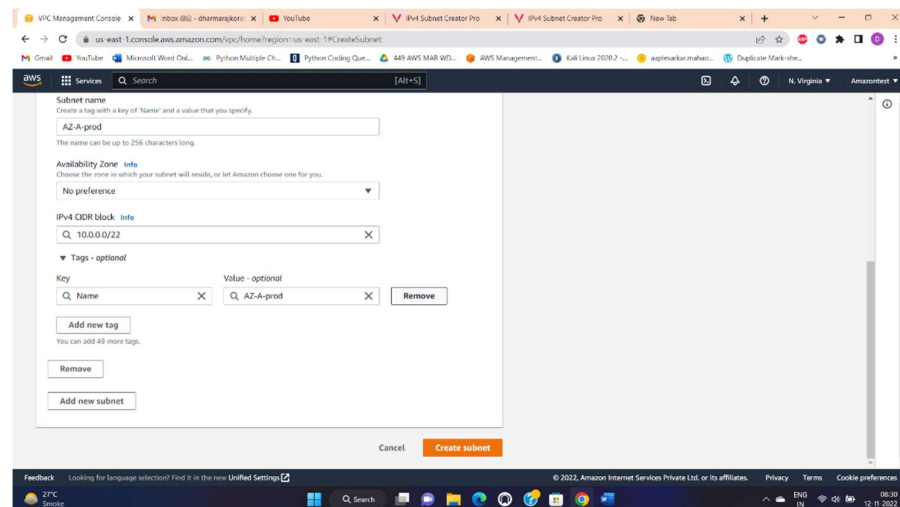 VPC Management Console
Inbox (86) - dharmarajkora
YouTube
IPv4 Subnet Creator Pro
IPv4 Subnet Creator Pro
New Tab
us-east-1.console.aws.amazon.com/vpc/home?region=us-east-1#CreateSubnet:
Gmail
YouTube
Microsoft Word Onl...
Python Multiple Ch...
Python Coding Que...
449 AWS MAR WD...
AWS Management...
Kali Linux 2020.2 -...
aaplesarkar.mahao...
Duplicate Mark-she...
aws
Services
Search
[Alt+S]
N. Virginia
Amazontest
Subnet name
Create a tag with a key of 'Name' and a value that you specify.
AZ-A-prod
The name can be up to 256 characters long.
Availability Zone Info
Choose the zone in which your subnet will reside, or let Amazon choose one for you.
No preference
IPv4 CIDR block Info
10.0.0.0/22
Tags - optional
Key
Value - optional
Name
AZ-A-prod
Remove
Add new tag
You can add 49 more tags.
Remove
Add new subnet
Cancel
Create subnet
Feedback
Looking for language selection? Find it in the new Unified Settings
© 2022, Amazon Internet Services Private Ltd. or its affiliates.
Privacy
Terms
Cookie preferences
27°C
Smoke
Search
ENG
IN
08:30
12-11-2022